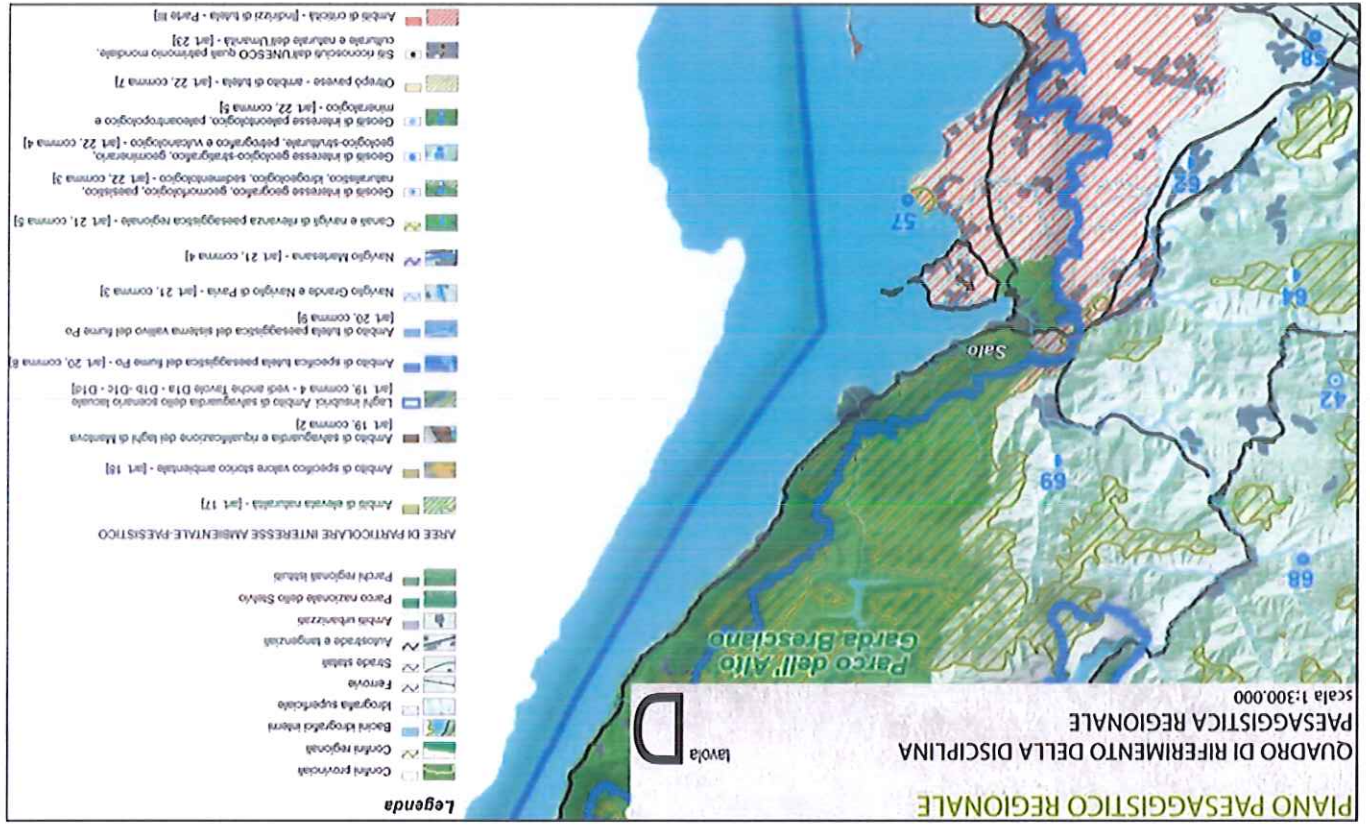 PIANO PAESAGGISTICO REGIONALE
QUADRO DI RIFERIMENTO DELLA DISCIPLINA
PAESAGGISTICA REGIONALE
scala 1:300.000
tavola
D
Parco dell'Alto
Garda Bresciano
68
69
42
Salò
64
62
57
58
Legenda
Confini provinciali
Confini regionali
Bacini idrografici interni
Idrografia superficiale
Ferrovie
Strade statali
Autostrade e tangenziali
Ambiti urbanizzati
Parco nazionale dello Stelvio
Parchi regionali istituiti
AREE DI PARTICOLARE INTERESSE AMBIENTALE-PAESISTICO
Ambiti di elevata naturalità - [art. 17]
Ambito di specifico valore storico ambientale - [art. 18]
Ambito di salvaguardia e riqualificazione dei laghi di Mantova
[art. 19, comma 2]
Laghi insubrici. Ambito di salvaguardia dello scenario lacuale
[art. 19, comma 4 - vedi anche Tavole D1a - D1b -D1c - D1d]
Ambito di specifica tutela paesaggistica del fiume Po - [art. 20, comma 8]
Ambito di tutela paesaggistica del sistema vallivo del fiume Po
[art. 20, comma 9]
Naviglio Grande e Naviglio di Pavia - [art. 21, comma 3]
Naviglio Martesana - [art. 21, comma 4]
Canali e navigli di rilevanza paesaggistica regionale - [art. 21, comma 5]
Geositi di interesse geografico, geomorfologico, paesistico,
naturalistico, idrogeologico, sedimentologico - [art. 22, comma 3]
Geositi di interesse geologico-stratigrafico, geominerario,
geologico-strutturale, petrografico e vulcanologico - [art. 22, comma 4]
Geositi di interesse paleontologico, paleoantropologico e
mineralogico - [art. 22, comma 5]
Oltrepò pavese - ambito di tutela - [art. 22, comma 7]
Siti riconosciuti dall'UNESCO quali patrimonio mondiale,
culturale e naturale dell'Umanità - [art. 23]
Ambiti di criticità - [Indirizzi di tutela - Parte III]